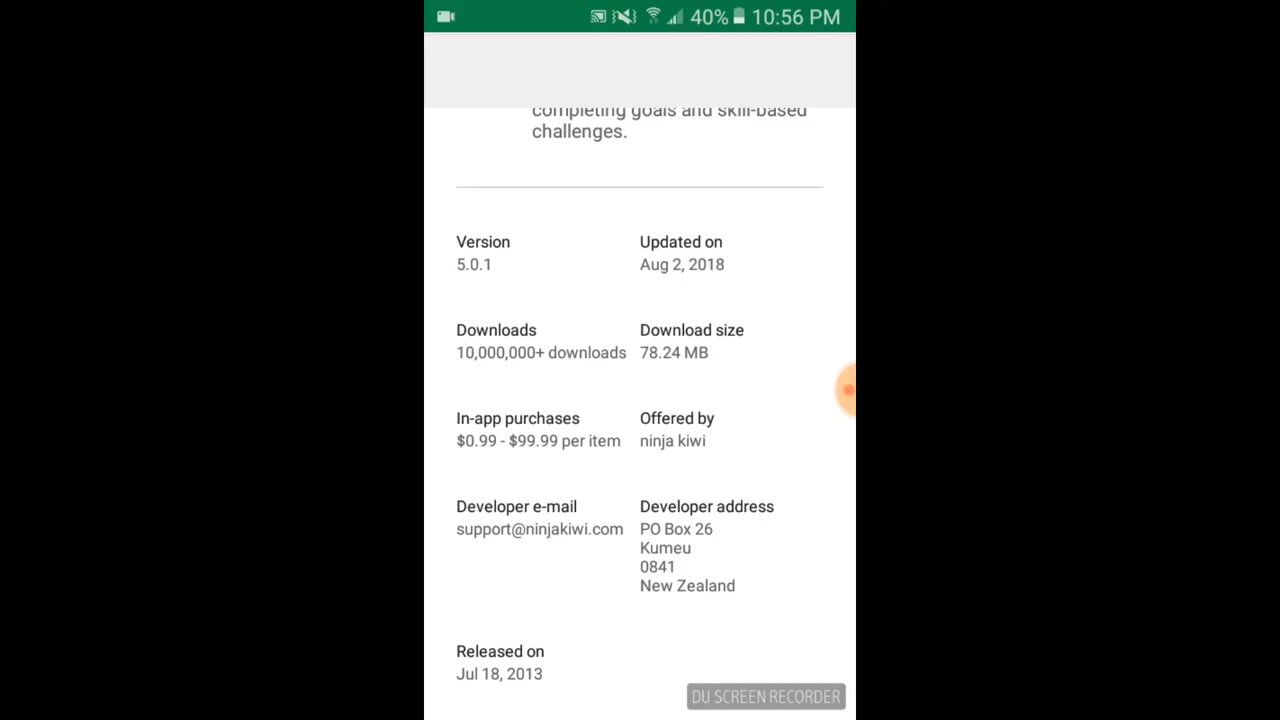 40% 10:56 PM
completing goals and skill-based
challenges.
Version
5.0.1
Updated on
Aug 2, 2018
Downloads
10,000,000+ downloads
Download size
78.24 MB
In-app purchases
$0.99 - $99.99 per item
Offered by
ninja kiwi
Developer e-mail
support@ninjakiwi.com
Developer address
PO Box 26
Kumeu
0841
New Zealand
Released on
Jul 18, 2013
DU SCREEN RECORDER